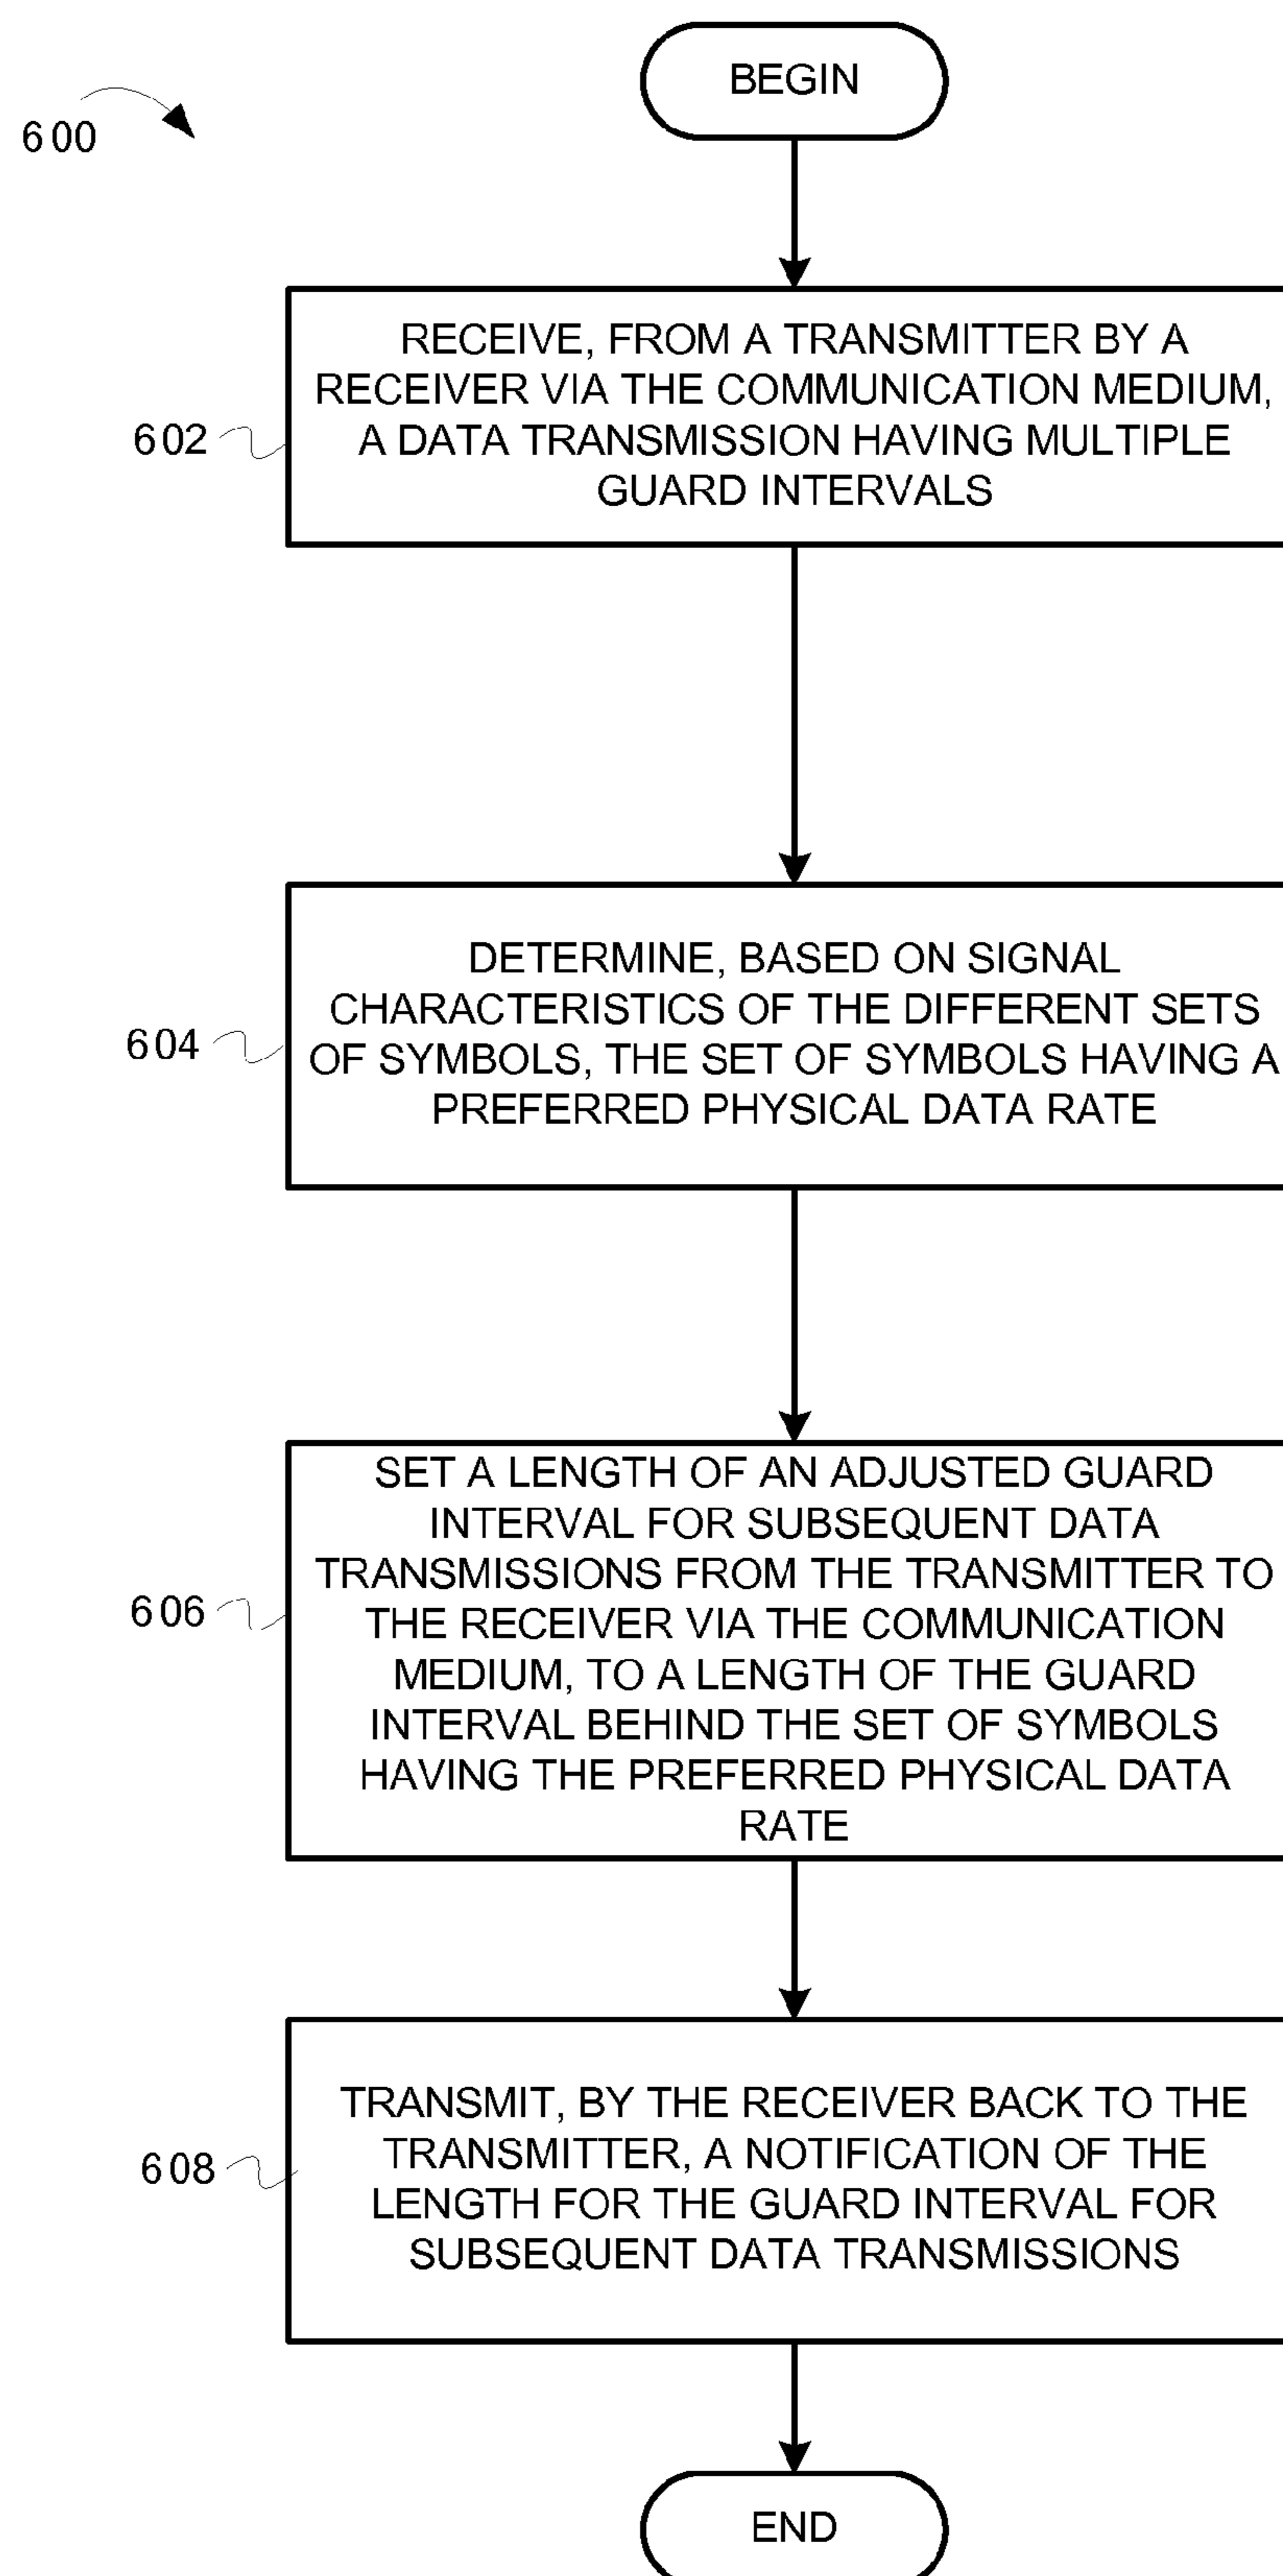 BEGIN
600
RECEIVE, FROM A TRANSMITTER BY A
RECEIVER VIA THE COMMUNICATION MEDIUM,
A DATA TRANSMISSION HAVING MULTIPLE
GUARD INTERVALS
602
DETERMINE, BASED ON SIGNAL
CHARACTERISTICS OF THE DIFFERENT SETS
OF SYMBOLS, THE SET OF SYMBOLS HAVING A
PREFERRED PHYSICAL DATA RATE
604
SET A LENGTH OF AN ADJUSTED GUARD
INTERVAL FOR SUBSEQUENT DATA
TRANSMISSIONS FROM THE TRANSMITTER TO
THE RECEIVER VIA THE COMMUNICATION
MEDIUM, TO A LENGTH OF THE GUARD
INTERVAL BEHIND THE SET OF SYMBOLS
HAVING THE PREFERRED PHYSICAL DATA
RATE
606
TRANSMIT, BY THE RECEIVER BACK TO THE
TRANSMITTER, A NOTIFICATION OF THE
LENGTH FOR THE GUARD INTERVAL FOR
SUBSEQUENT DATA TRANSMISSIONS
608
END